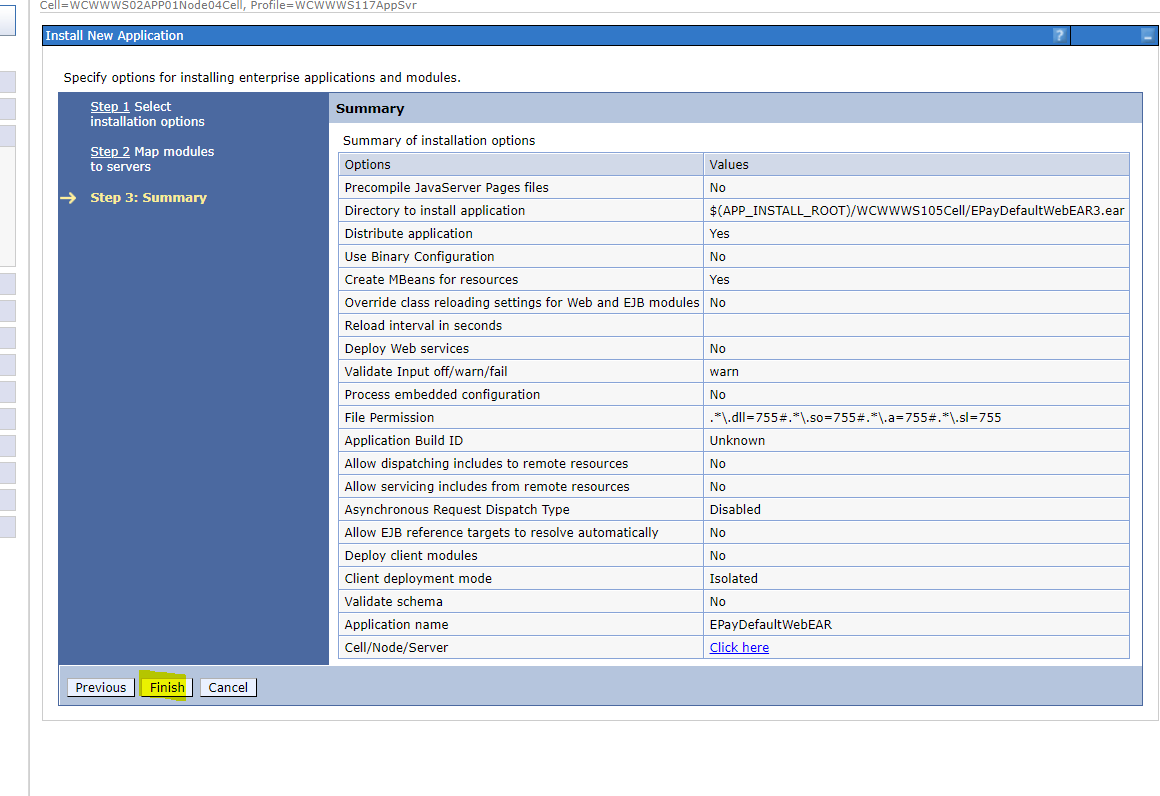 Cell=WCWWWS02APP01Node04Cell, Profile=WCWWWS117AppSvr
Install New Application
?
Specify options for installing enterprise applications and modules.
Step 1 Select
installation options
Step 2 Map modules
to servers
Step 3: Summary
Summary
Summary of installation options
Options Values
Precompile JavaServer Pages files No
Directory to install application $(APP_INSTALL_ROOT)/WCWWWS105Cell/EPayDefaultWebEAR3.ear
Distribute application Yes
Use Binary Configuration No
Create MBeans for resources Yes
Override class reloading settings for Web and EJB modules No
Reload interval in seconds
Deploy Web services No
Validate Input off/warn/fail warn
Process embedded configuration No
File Permission .*\.dll=755#.*\.so=755#.*\.a=755#.*\.sl=755
Application Build ID Unknown
Allow dispatching includes to remote resources No
Allow servicing includes from remote resources No
Asynchronous Request Dispatch Type Disabled
Allow EJB reference targets to resolve automatically No
Deploy client modules No
Client deployment mode Isolated
Validate schema No
Application name EPayDefaultWebEAR
Cell/Node/Server Click here
Previous Finish Cancel